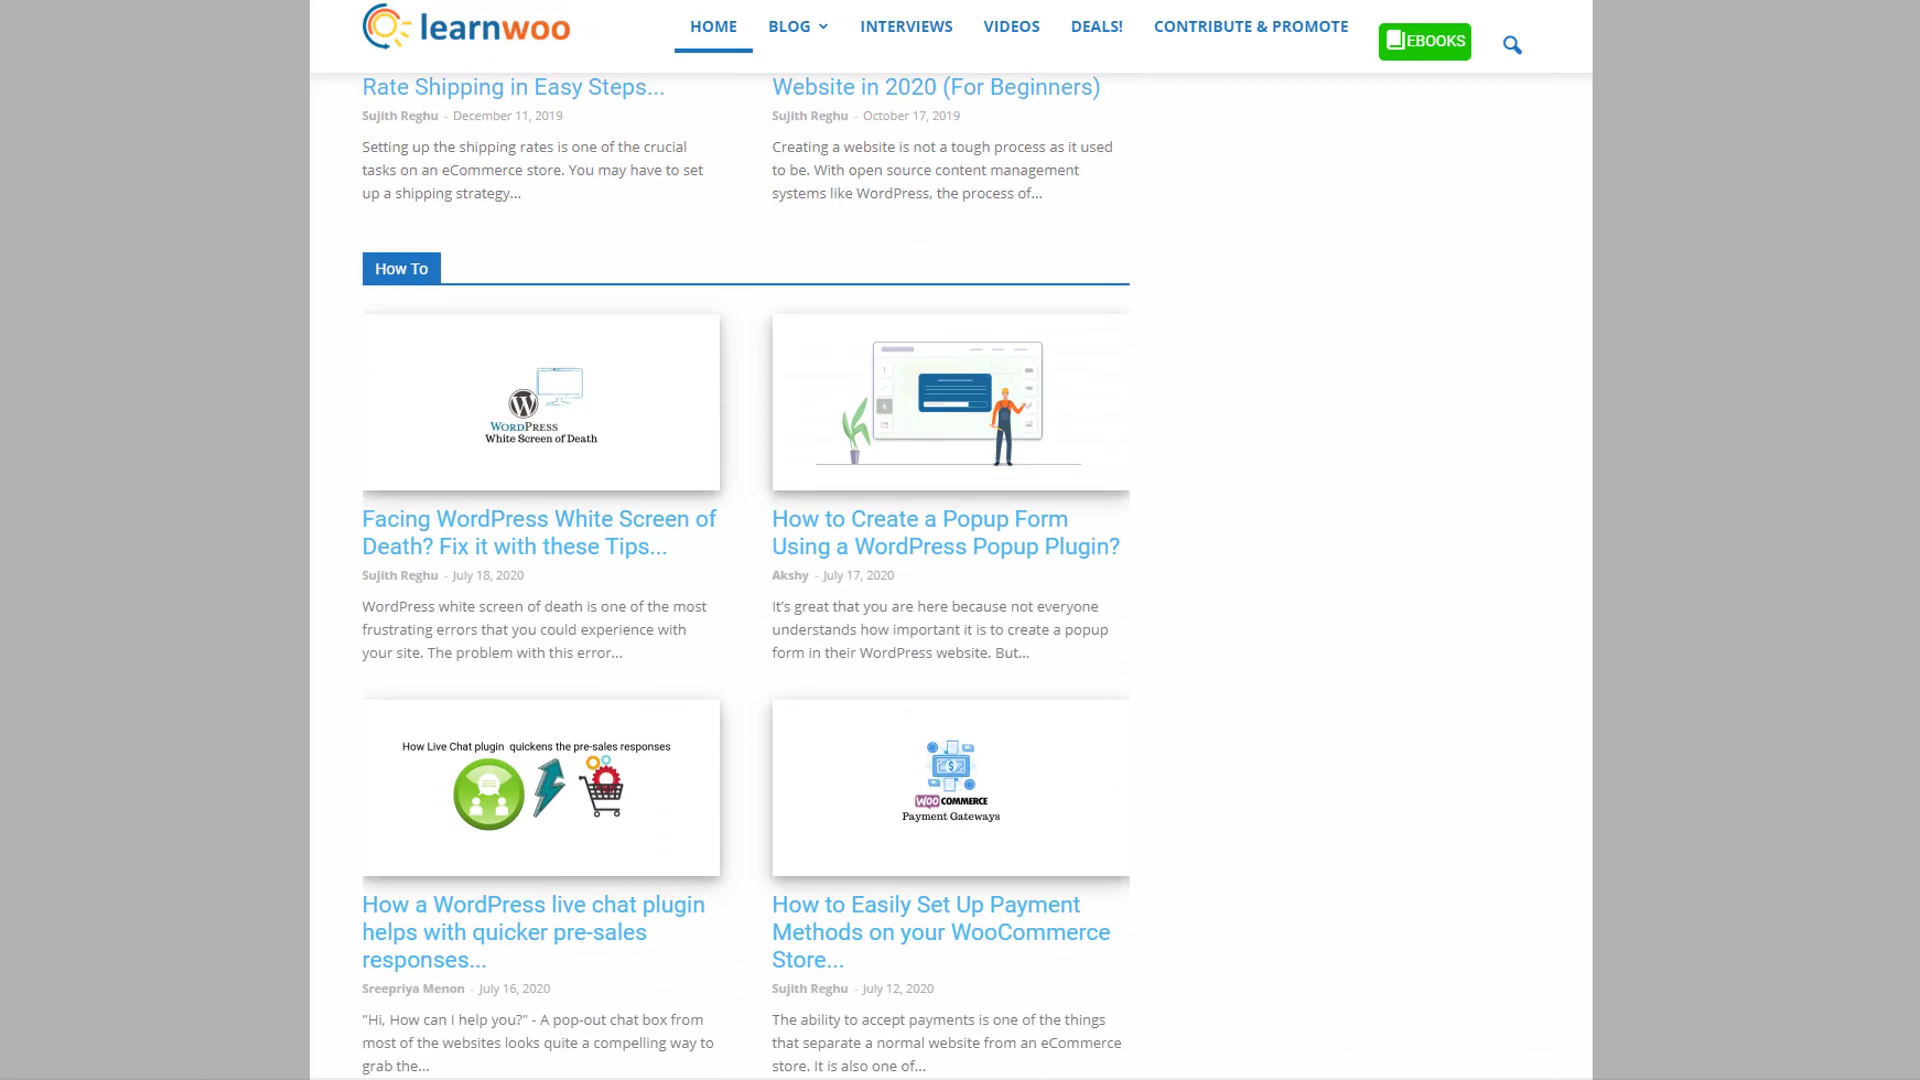 learnwoo
HOME BLOG INTERVIEWS VIDEOS DEALS! CONTRIBUTE & PROMOTE EBOOKS
Rate Shipping in Easy Steps...
Sujith Reghu - December 11, 2019
Setting up the shipping rates is one of the crucial
tasks on an eCommerce store. You may have to set
up a shipping strategy...
Website in 2020 (For Beginners)
Sujith Reghu - October 17, 2019
Creating a website is not a tough process as it used
to be. With open source content management
systems like WordPress, the process of...
How To
WORDPRESS
White Screen of Death
Facing WordPress White Screen of
Death? Fix it with these Tips...
Sujith Reghu - July 18, 2020
WordPress white screen of death is one of the most
frustrating errors that you could experience with
your site. The problem with this error...
How to Create a Popup Form
Using a WordPress Popup Plugin?
Akshy - July 17, 2020
It’s great that you are here because not everyone
understands how important it is to create a popup
form in their WordPress website. But...
How Live Chat plugin quickens the pre-sales responses
How a WordPress live chat plugin
helps with quicker pre-sales
responses...
Sreepriya Menon - July 16, 2020
"Hi, How can I help you?" - A pop-out chat box from
most of the websites looks quite a compelling way to
grab the...
WOO COMMERCE
Payment Gateways
How to Easily Set Up Payment
Methods on your WooCommerce
Store...
Sujith Reghu - July 12, 2020
The ability to accept payments is one of the things
that separate a normal website from an eCommerce
store. It is also one of...